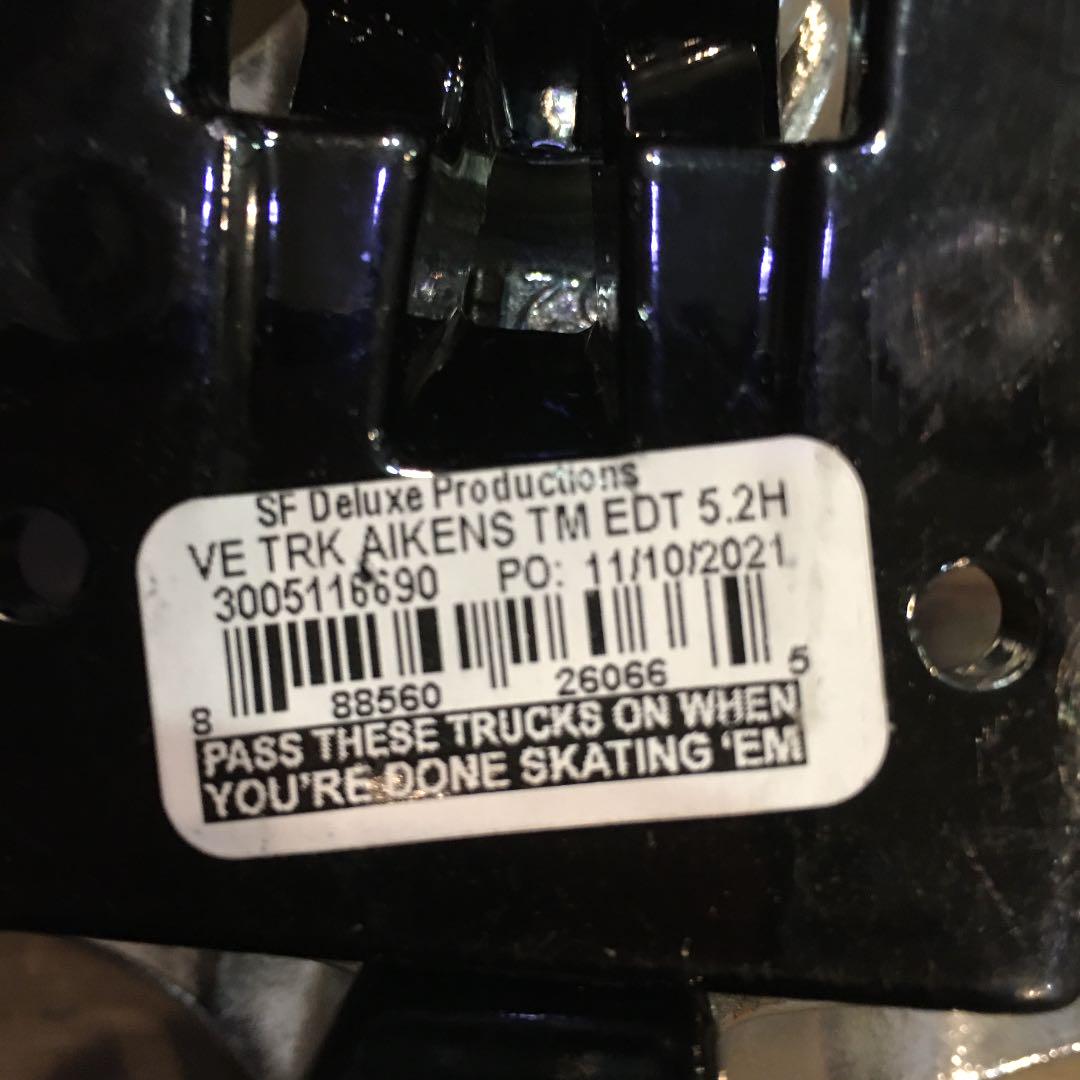 SF Deluxe Productions
VE TRK AIKENS TM EDT 5.2H
3005116690 PO: 11/10/2021
8 88560 26066 5
PASS THESE TRUCKS ON WHEN
YOU'RE DONE SKATING 'EM